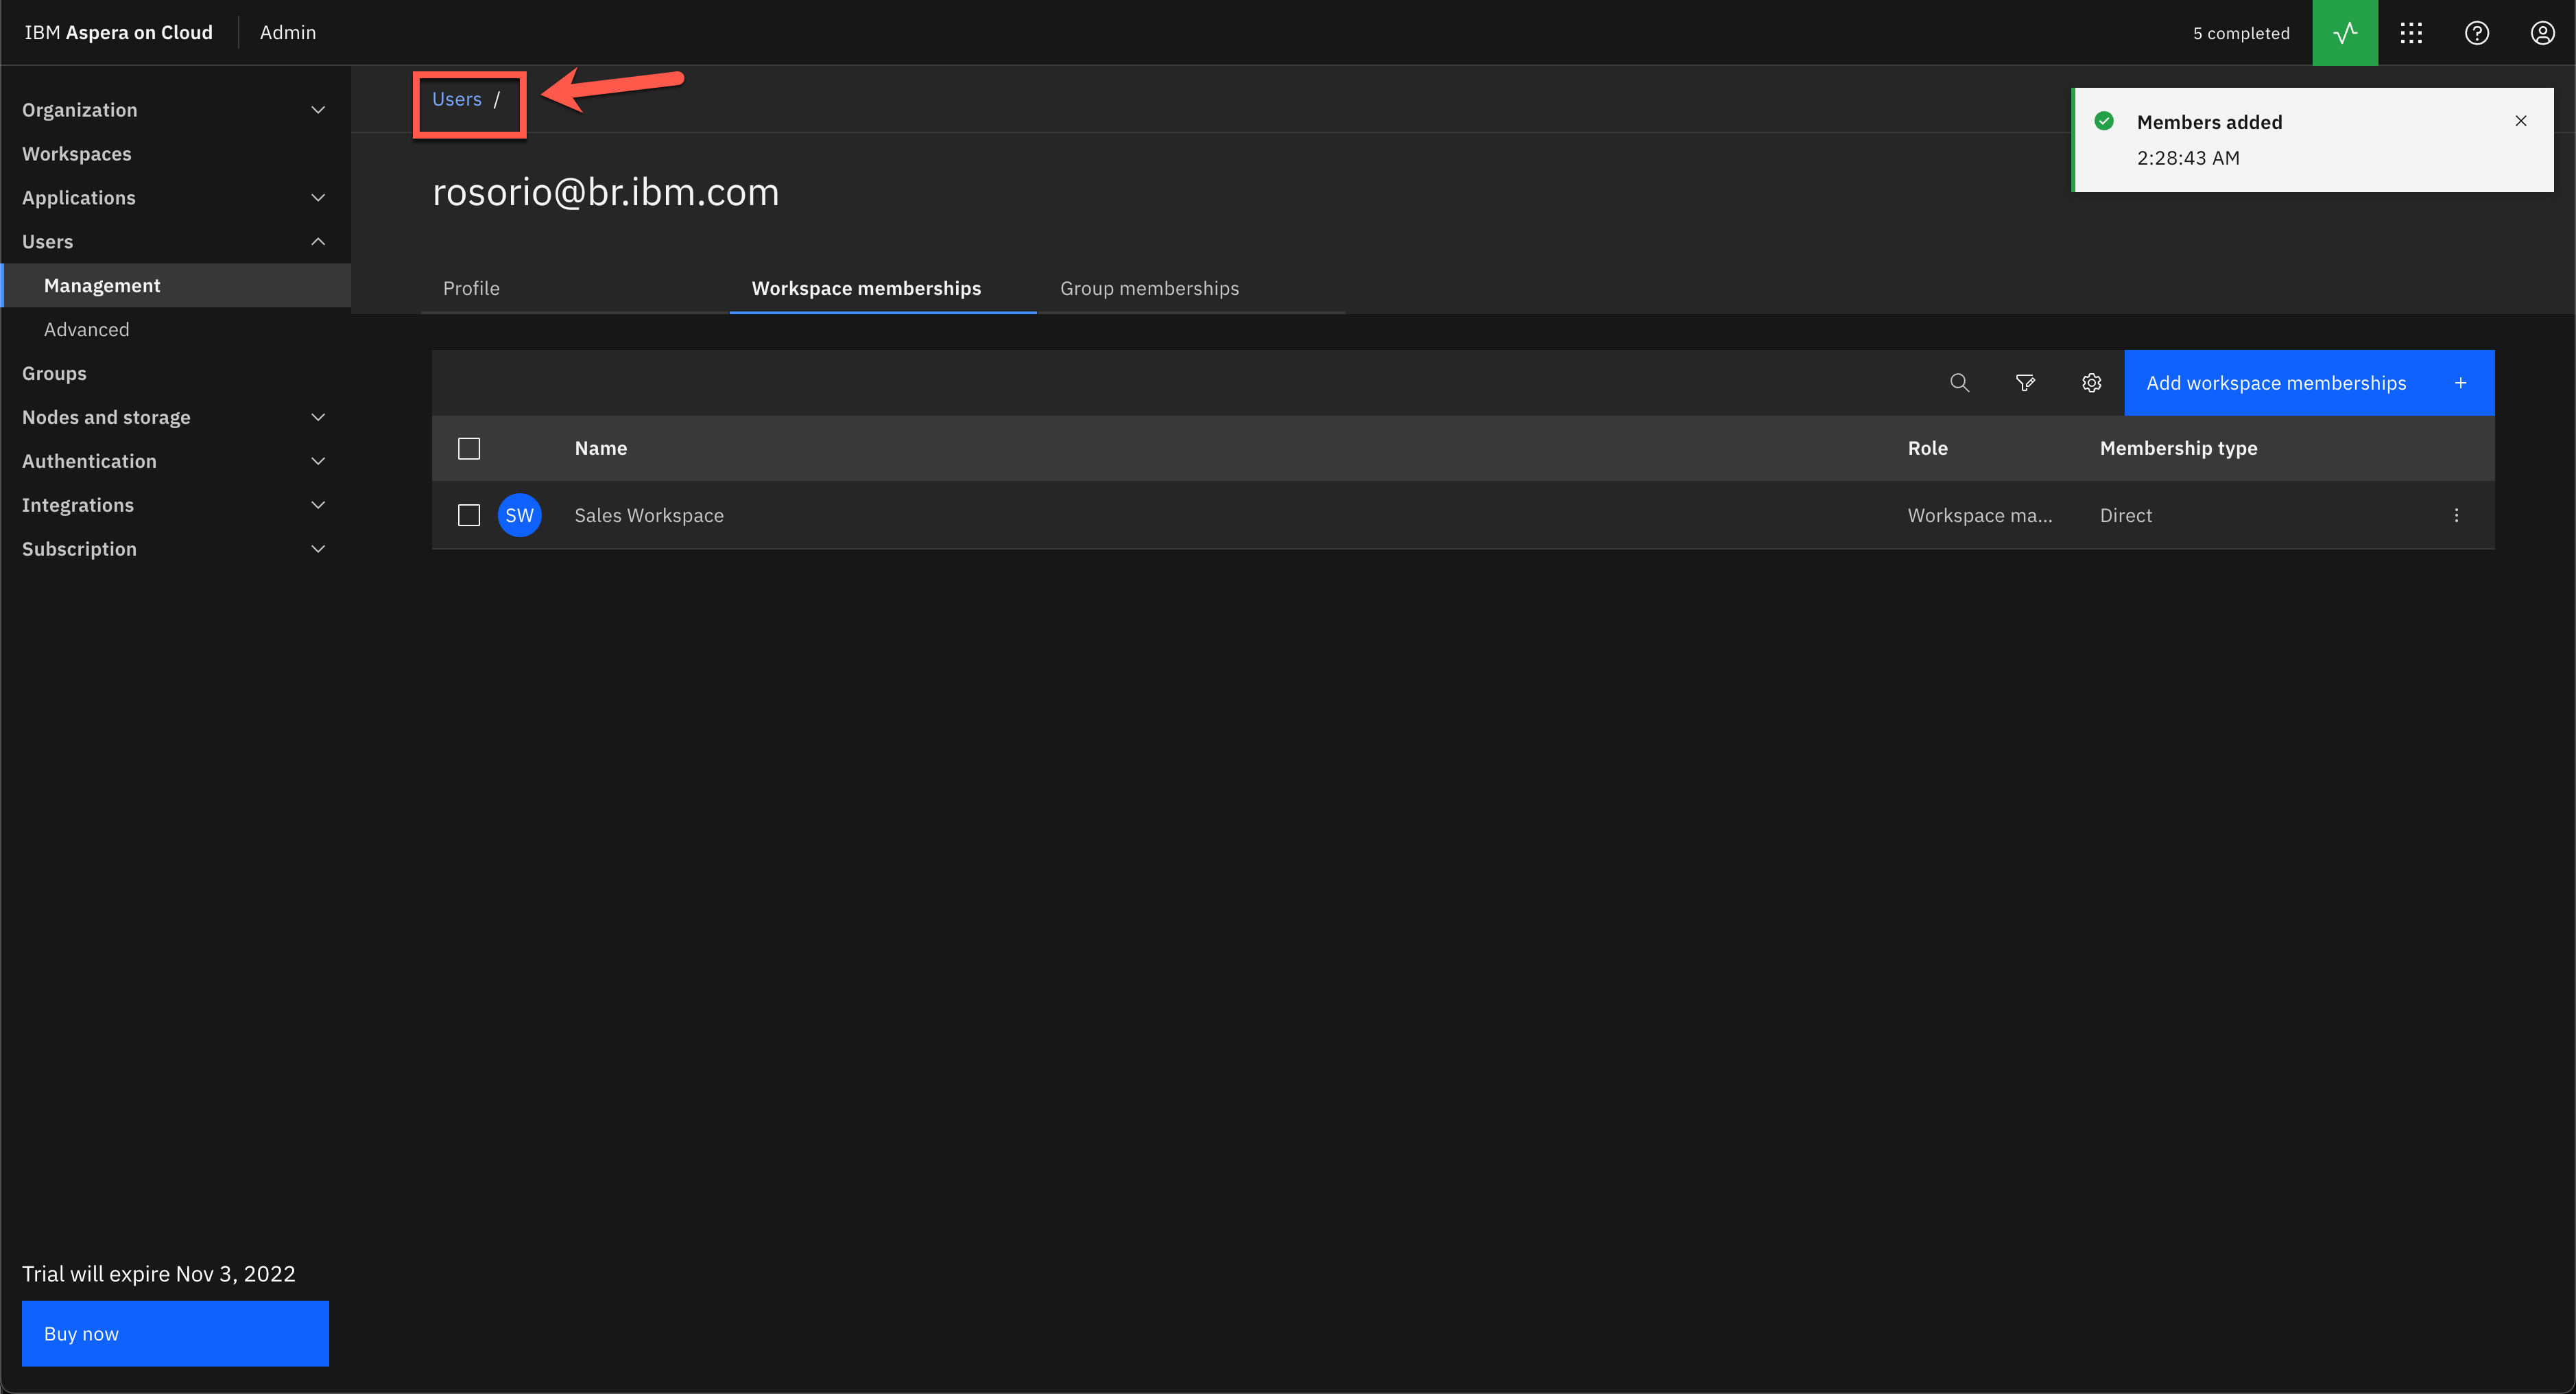 IBM Aspera on Cloud
Admin
5 completed
Organization
Workspaces
Applications
Users
Management
Advanced
Groups
Nodes and storage
Authentication
Integrations
Subscription
Trial will expire Nov 3, 2022
Buy now
Users /
Members added
2:28:43 AM
rosorio@br.ibm.com
Profile
Workspace memberships
Group memberships
Add workspace memberships +
Name
Role
Membership type
SW
Sales Workspace
Workspace ma...
Direct